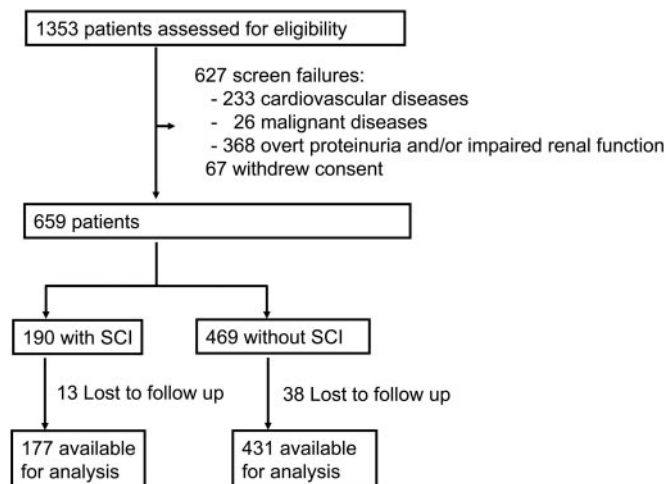 1353 patients assessed for eligibility
627 screen failures:
- 233 cardiovascular diseases
- 26 malignant diseases
- 368 overt proteinuria and/or impaired renal function
67 withdrew consent
659 patients
190 with SCI
469 without SCI
13 Lost to follow up
38 Lost to follow up
177 available
for analysis
431 available
for analysis